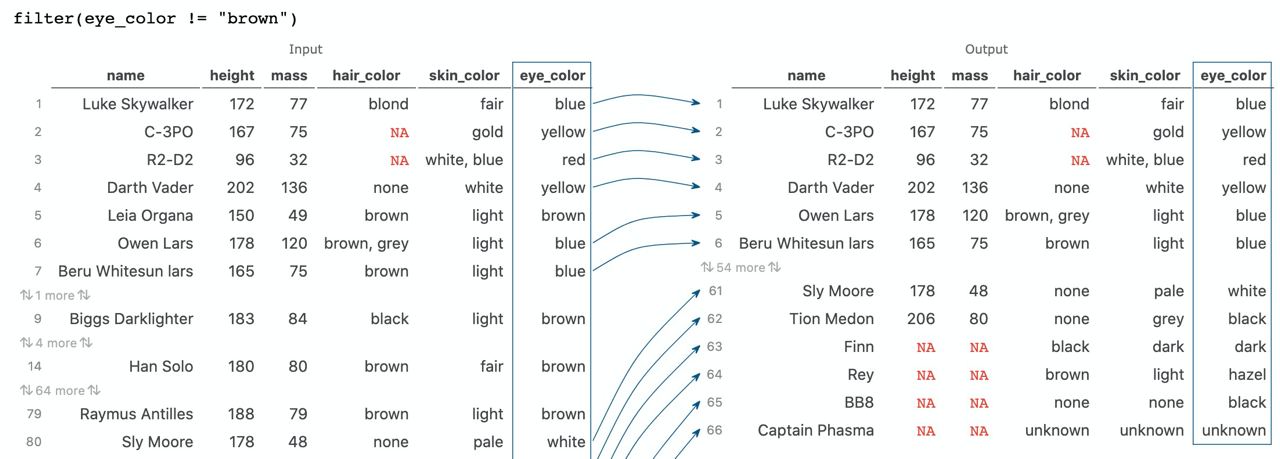 filter(eye_color != "brown")
Input Output
name height mass hair_color skin_color eye_color name height mass hair_color skin_color eye_color
1 Luke Skywalker 172 77 blond fair blue 1 Luke Skywalker 172 77 blond fair blue
2 C-3PO 167 75 NA gold yellow 2 C-3PO 167 75 NA gold yellow
3 R2-D2 96 32 NA white, blue red 3 R2-D2 96 32 NA white, blue red
4 Darth Vader 202 136 none white yellow 4 Darth Vader 202 136 none white yellow
5 Leia Organa 150 49 brown light brown 5 Owen Lars 178 120 brown, grey light blue
6 Owen Lars 178 120 brown, grey light blue 6 Beru Whitesun lars 165 75 brown light blue
7 Beru Whitesun lars 165 75 brown light blue ⇅ 54 more ⇅
⇅ 1 more ⇅ 61 Sly Moore 178 48 none pale white
9 Biggs Darklighter 183 84 black light brown 62 Tion Medon 206 80 none grey black
⇅ 4 more ⇅ 63 Finn NA NA black dark dark
14 Han Solo 180 80 brown fair brown 64 Rey NA NA brown light hazel
⇅ 64 more ⇅ 65 BB8 NA NA none none black
79 Raymus Antilles 188 79 brown light brown 66 Captain Phasma NA NA unknown unknown unknown
80 Sly Moore 178 48 none pale white